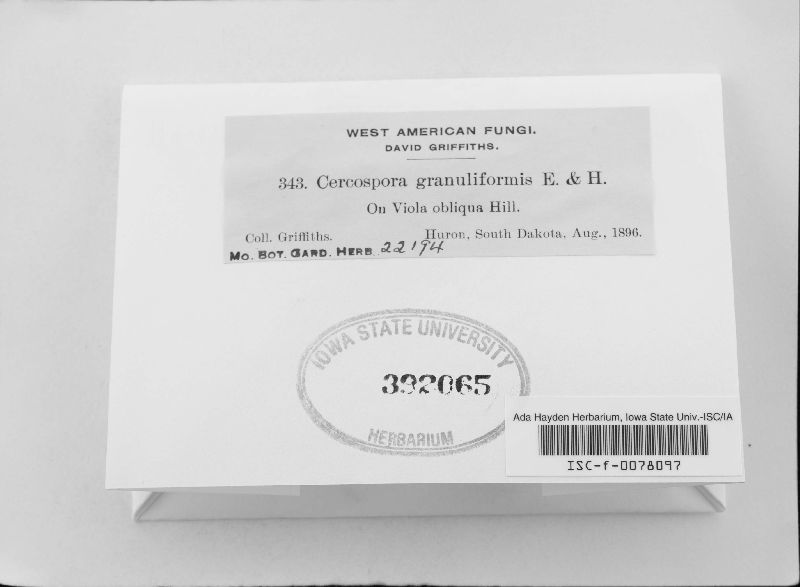 WEST AMERICAN FUNGI.
DAVID GRIFFITHS.
343. Cercospora granuliformis E. & H.
On Viola obliqua Hill.
Coll. Griffiths. Huron, South Dakota, Aug., 1896.
MO. BOT. GARD. HERB. 22194
IOWA STATE UNIVERSITY
392065
HERBARIUM
Ada Hayden Herbarium, Iowa State Univ.-ISC/IA
ISC-f-0078097